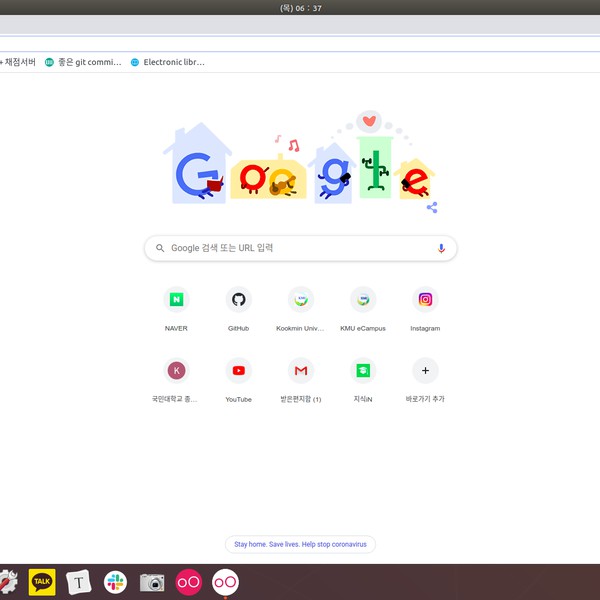 (목) 06 : 37
채점서버 좋은 git commi... Electronic libr...
Google
Google 검색 또는 URL 입력
NAVER GitHub Kookmin Univ... KMU eCampus Instagram
K
국민대학교 종... YouTube 받은편지함 (1) 지식iN 바로가기 추가
Stay home. Save lives. Help stop coronavirus
TALK T